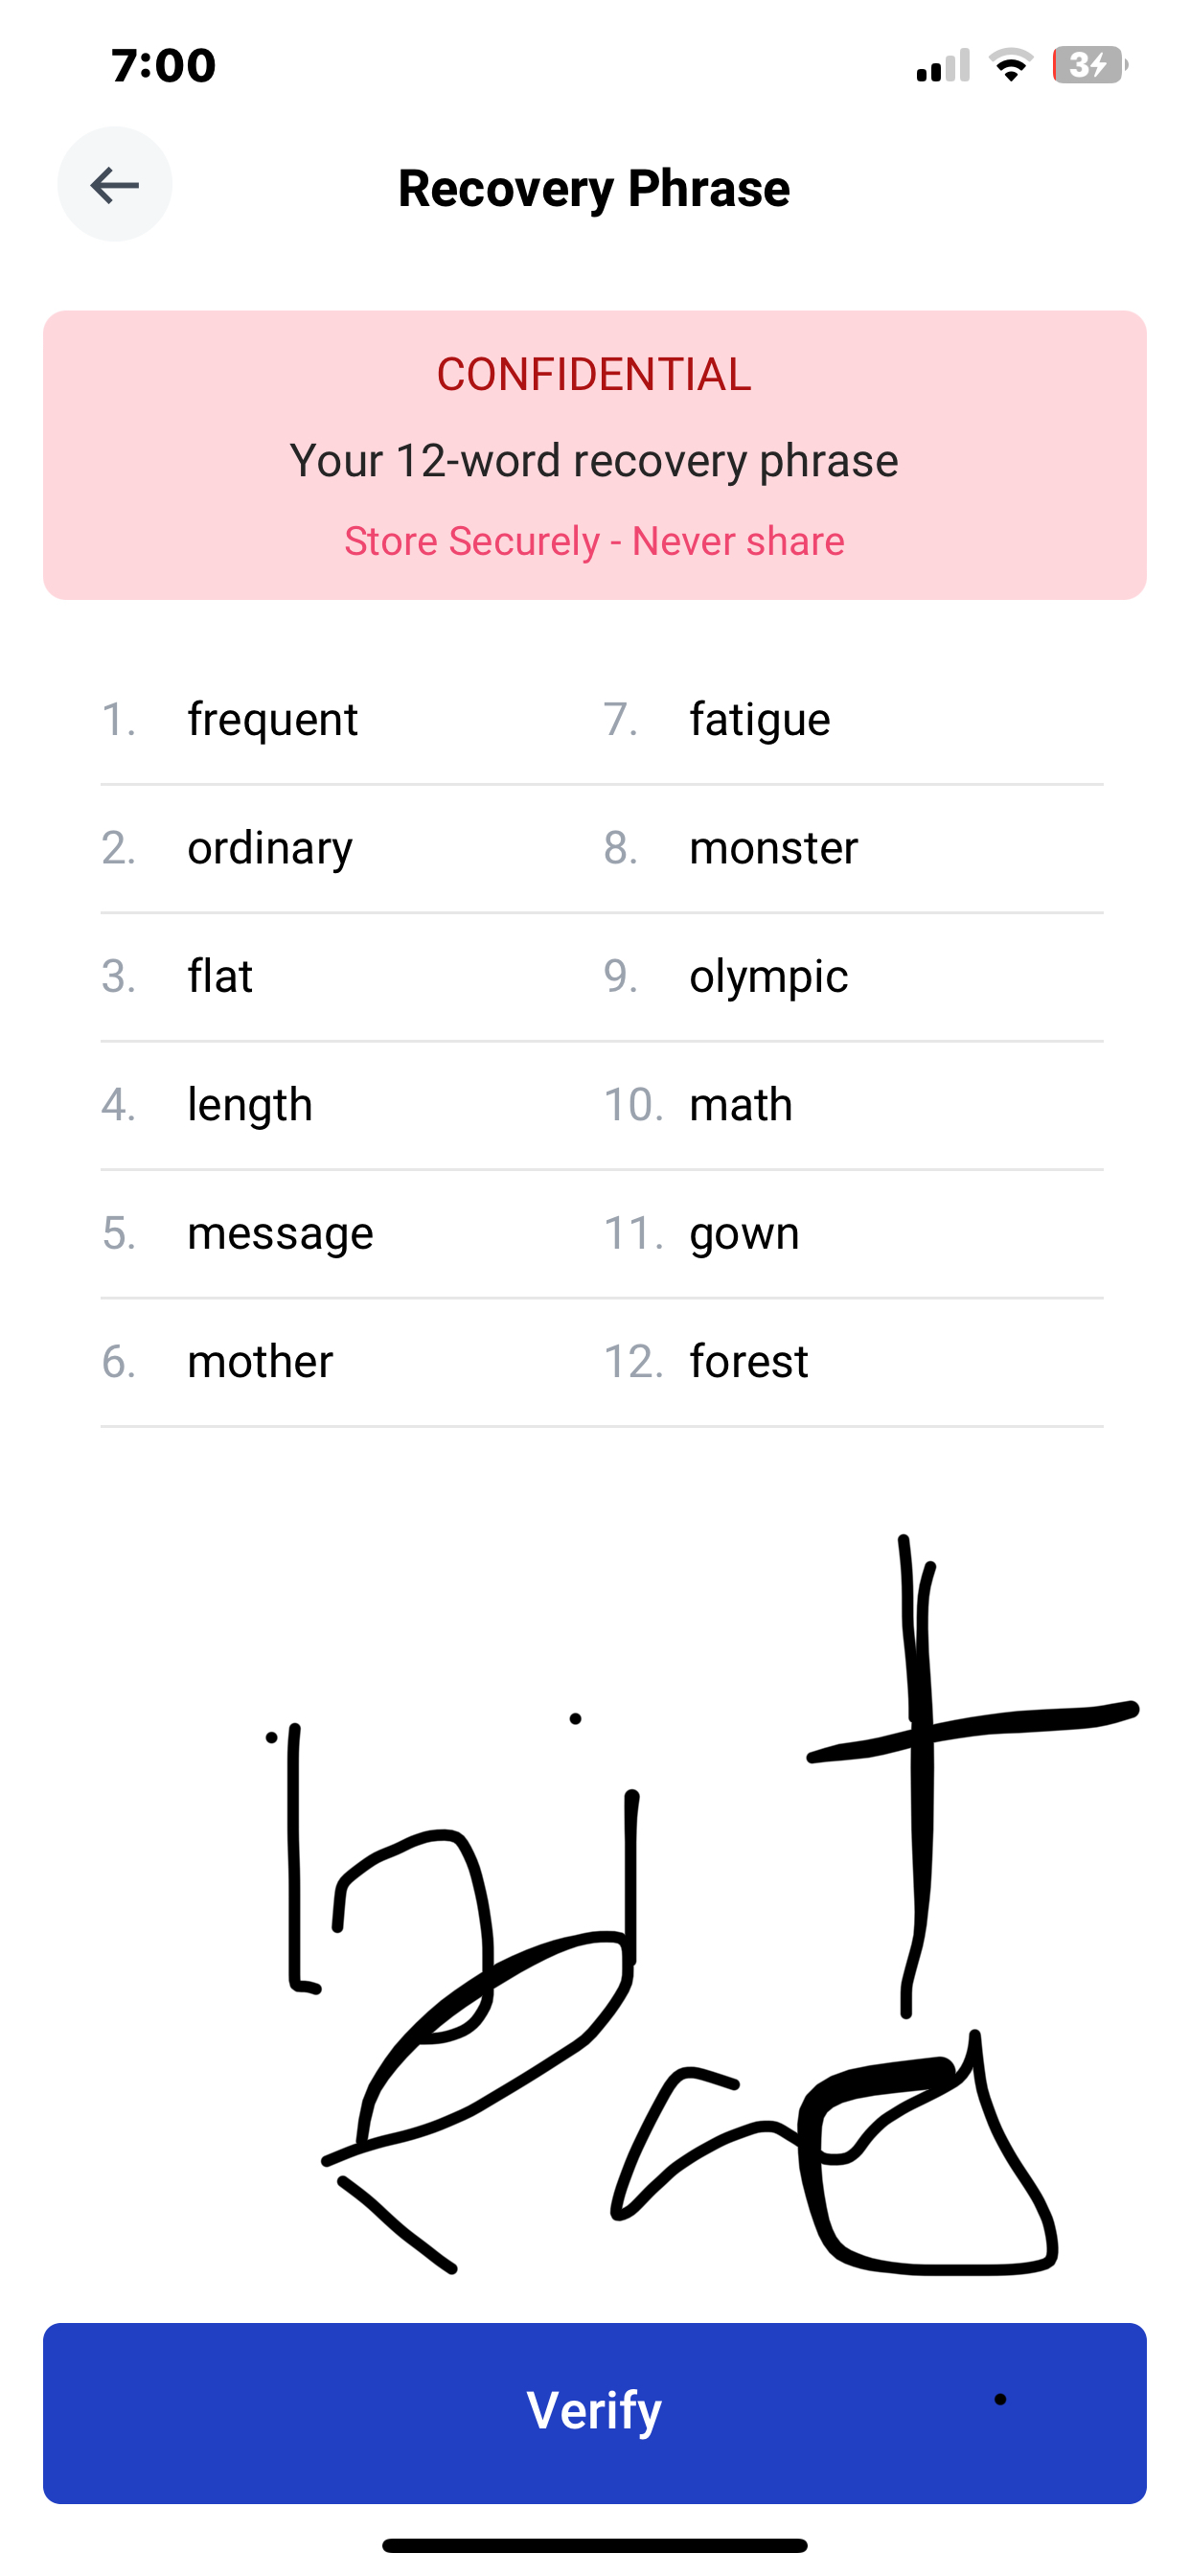 7:00
3
Recovery Phrase
CONFIDENTIAL
Your 12-word recovery phrase
Store Securely - Never share
1. frequent
2. ordinary
3. flat
4. length
5. message
6. mother
7. fatigue
8. monster
9. olympic
10. math
11. gown
12. forest
Verify